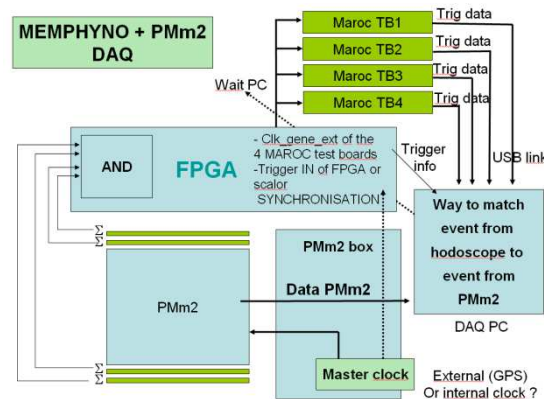 MEMPHYNO + PMm2
DAQ
Maroc TB1
Trig data
Maroc TB2
Trig data
Maroc TB3
Trig data
Maroc TB4
Trig data
Wait PC
AND
FPGA
- Clk_gene_ext of the
4 MAROC test boards
-Trigger IN of FPGA or
scalor
SYNCHRONISATION)
Trigger
info
USB link
Σ
Σ
PMm2
Σ
Σ
PMm2 box
Data PMm2
Master clock
Way to match
event from
hodoscope to
event from
PMm2
DAQ PC
External (GPS)
Or internal clock ?